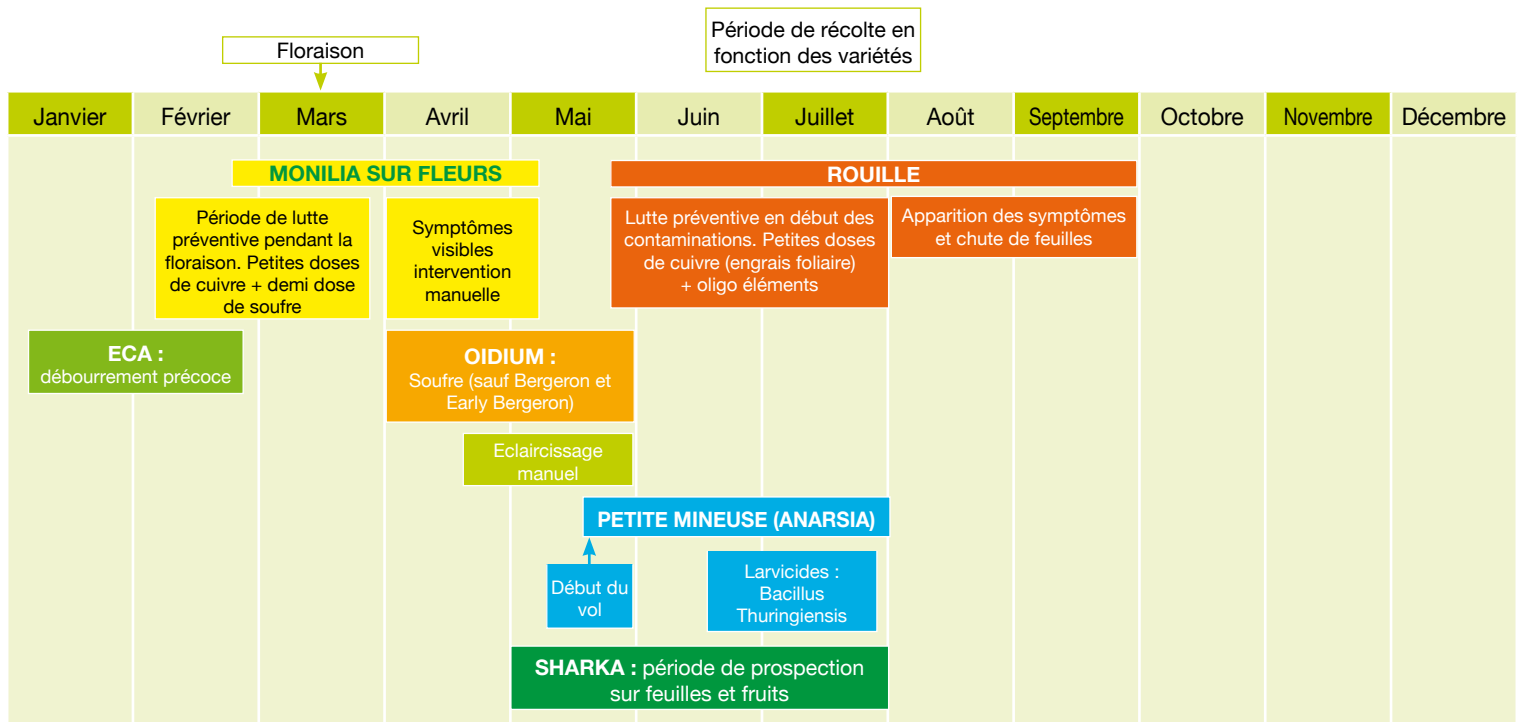 Floraison
Période de récolte en
fonction des variétés
Janvier
Février
Mars
Avril
Mai
Juin
Juillet
Août
Septembre
Octobre
Novembre
Décembre
MONILIA SUR FLEURS
ROUILLE
Période de lutte
préventive pendant la
floraison. Petites doses
de cuivre + demi dose
de soufre
Symptômes
visibles
intervention
manuelle
Lutte préventive en début des
contaminations. Petites doses
de cuivre (engrais foliaire)
+ oligo éléments
Apparition des symptômes
et chute de feuilles
ECA :
débourrement précoce
OIDIUM :
Soufre (sauf Bergeron et
Early Bergeron)
Eclaircissage
manuel
PETITE MINEUSE (ANARSIA)
Début du
vol
Larvicides :
Bacillus
Thuringiensis
SHARKA : période de prospection
sur feuilles et fruits